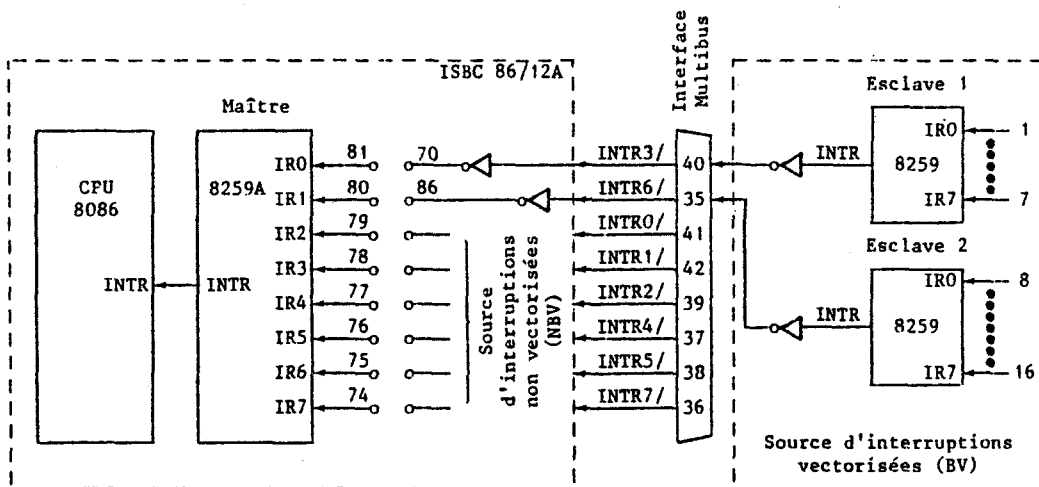 ISBC 86/12A
Maître
CPU
8086
INTR
8259A
INTR
IR0
IR1
IR2
IR3
IR4
IR5
IR6
IR7
81
80
79
78
77
76
75
74
70
86
Source
d'interruptions
non vectorisées
(NBV)
Interface
Multibus
INTR3/
INTR6/
INTR0/
INTR1/
INTR2/
INTR4/
INTR5/
INTR7/
40
35
41
42
39
37
38
36
Esclave 1
INTR
8259
IR0
IR7
1
7
Esclave 2
INTR
8259
IR0
IR7
8
16
Source d'interruptions
vectorisées (BV)